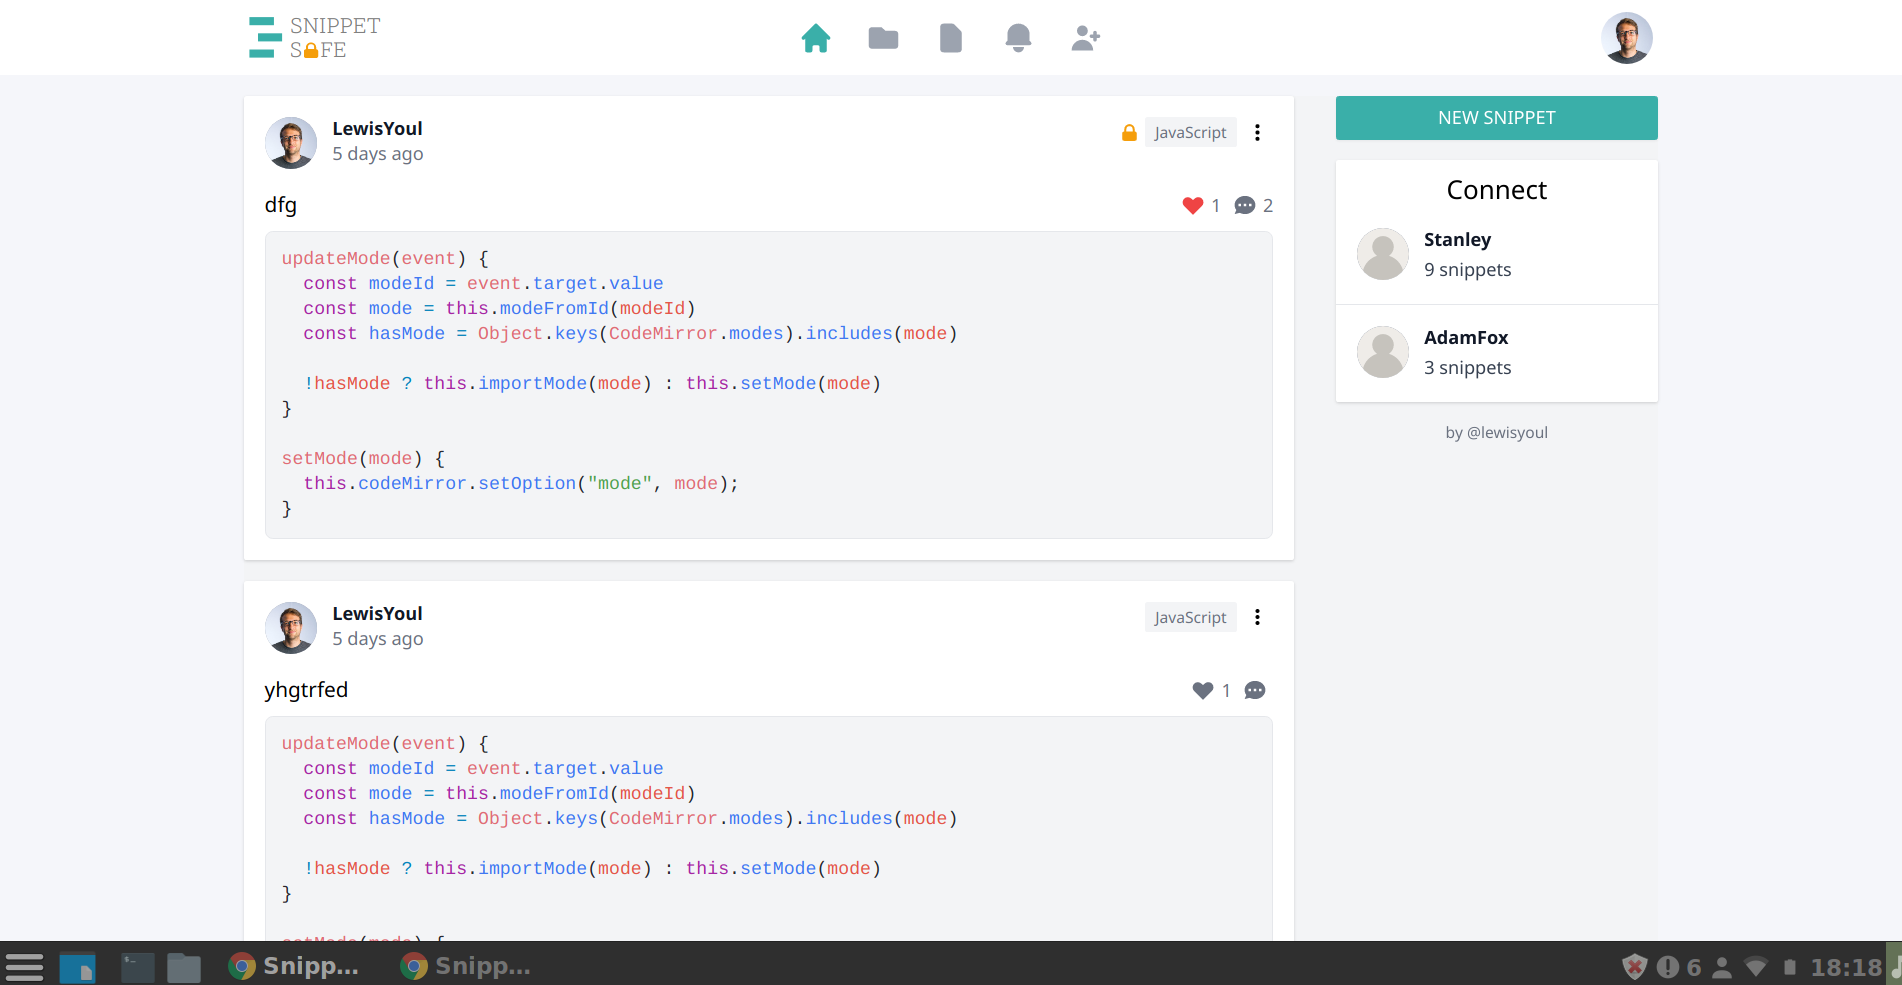 SNIPPET
SAFE
LewisYoul
5 days ago
JavaScript
dfg
1
2
updateMode(event) {
  const modeId = event.target.value
  const mode = this.modeFromId(modeId)
  const hasMode = Object.keys(CodeMirror.modes).includes(mode)
  !hasMode ? this.importMode(mode) : this.setMode(mode)
}
setMode(mode) {
  this.codeMirror.setOption("mode", mode);
}
LewisYoul
5 days ago
JavaScript
yhgtrfed
1
updateMode(event) {
  const modeId = event.target.value
  const mode = this.modeFromId(modeId)
  const hasMode = Object.keys(CodeMirror.modes).includes(mode)
  !hasMode ? this.importMode(mode) : this.setMode(mode)
}
setMode(mode) {
NEW SNIPPET
Connect
Stanley
9 snippets
AdamFox
3 snippets
by @lewisyoul
Snipp...
Snipp...
6
18:18